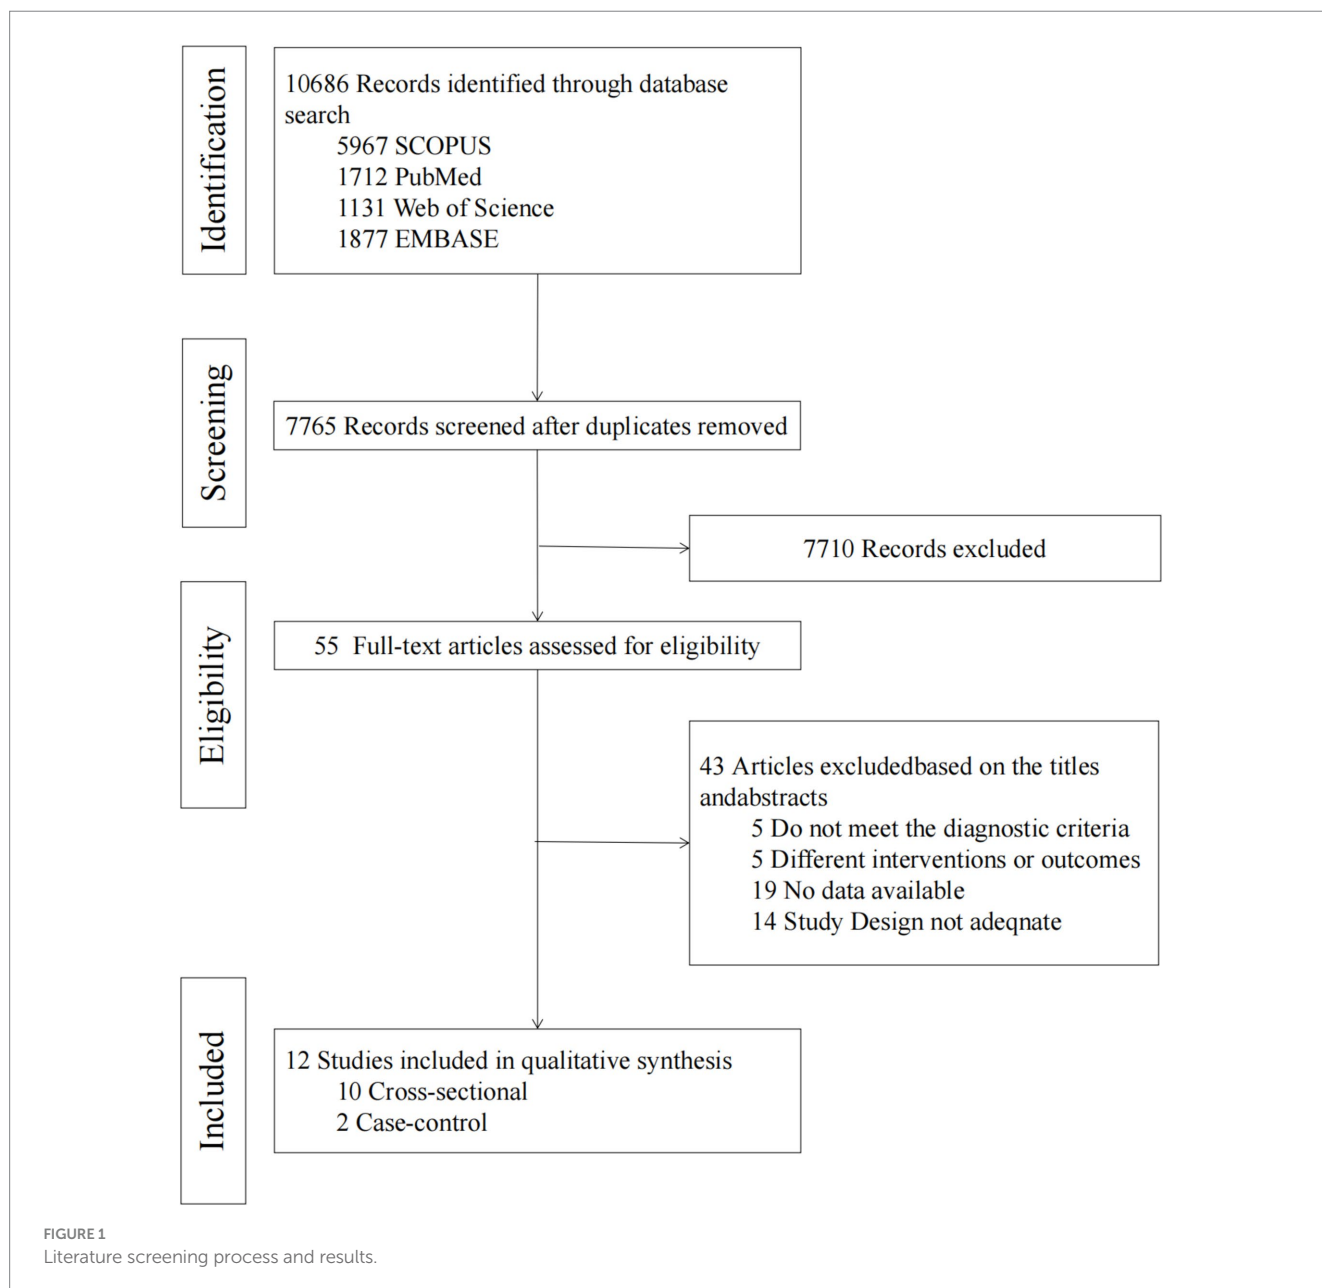 Identification
10686 Records identified through database
search
5967 SCOPUS
1712 PubMed
1131 Web of Science
1877 EMBASE
Screening
7765 Records screened after duplicates removed
7710 Records excluded
Eligibility
55 Full-text articles assessed for eligibility
43 Articles excludedbased on the titles
andabstracts
5 Do not meet the diagnostic criteria
5 Different interventions or outcomes
19 No data available
14 Study Design not adeqnate
Included
12 Studies included in qualitative synthesis
10 Cross-sectional
2 Case-control
FIGURE 1
Literature screening process and results.